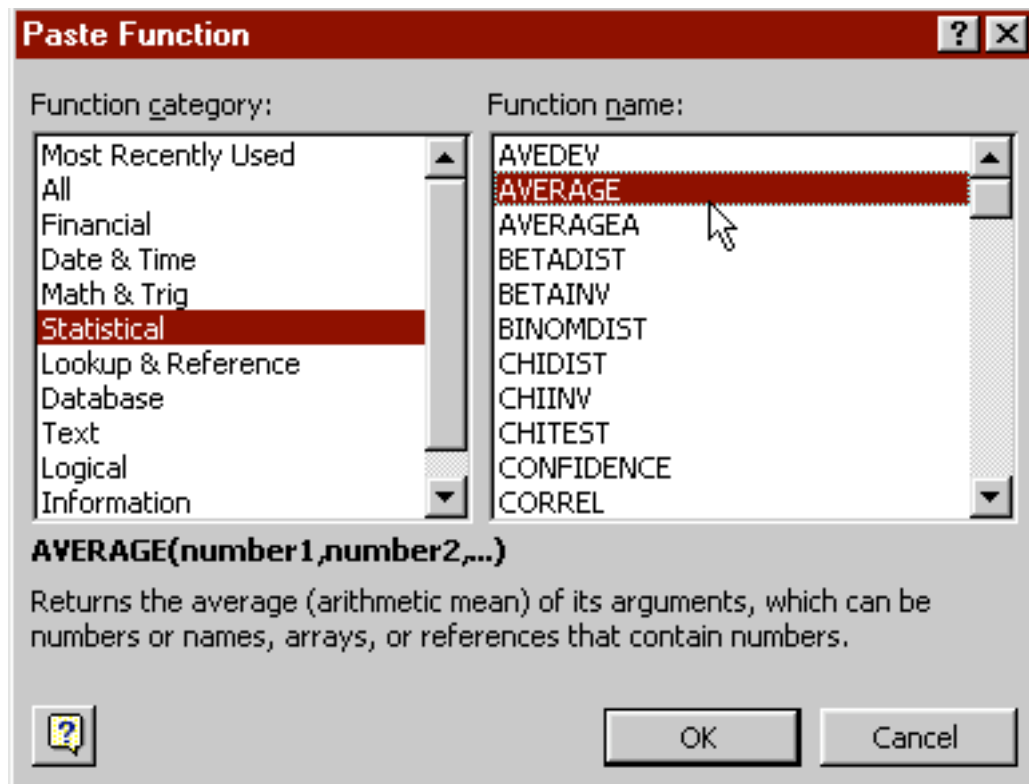 Paste Function
Function category:
Function name:
Most Recently Used
All
Financial
Date & Time
Math & Trig
Statistical
Lookup & Reference
Database
Text
Logical
Information
AVEDEV
AVERAGE
AVERAGEA
BETADIST
BETAINV
BINOMDIST
CHIDIST
CHIINV
CHITEST
CONFIDENCE
CORREL
AVERAGE(number1,number2,...)
Returns the average (arithmetic mean) of its arguments, which can be
numbers or names, arrays, or references that contain numbers.
OK
Cancel